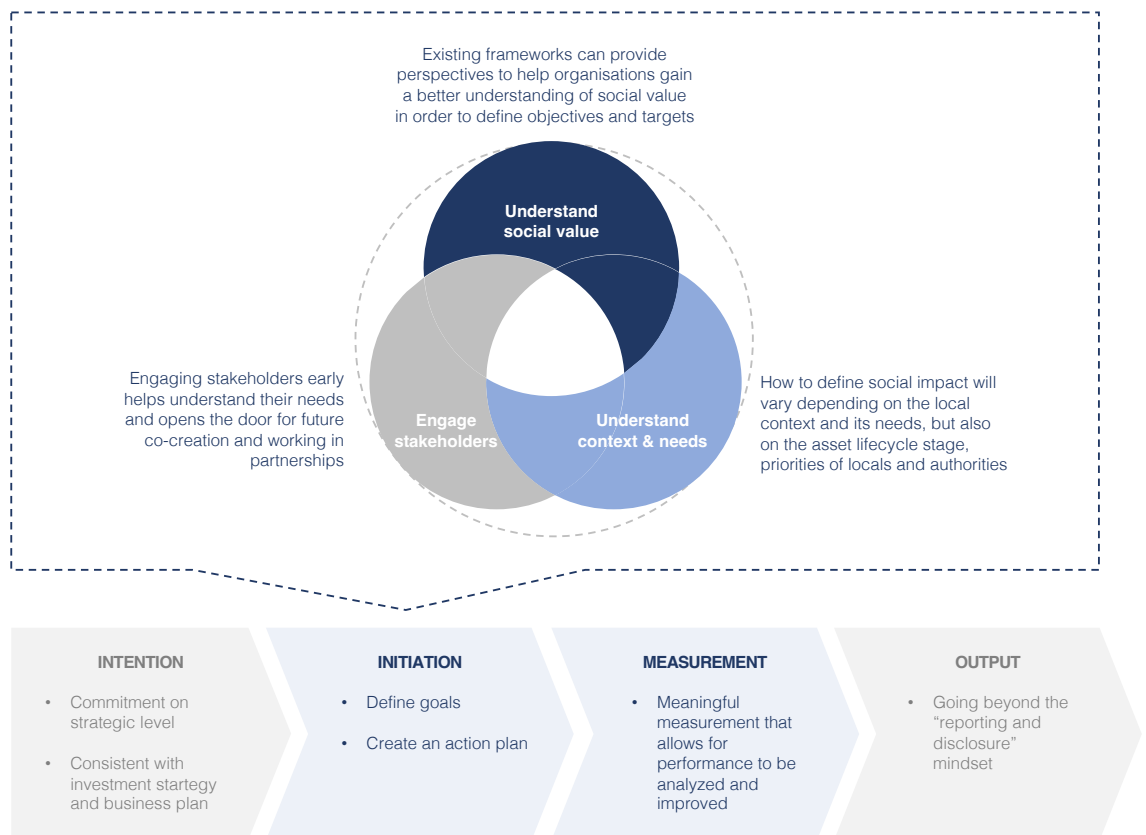 Existing frameworks can provide
perspectives to help organisations gain
a better understanding of social value
in order to define objectives and targets
Understand
social value
Engaging stakeholders early
helps understand their needs
and opens the door for future
co-creation and working in
partnerships
Engage
stakeholders
Understand
context & needs
How to define social impact will
vary depending on the local
context and its needs, but also
on the asset lifecycle stage,
priorities of locals and authorities
INTENTION
• Commitment on
strategic level
• Consistent with
investment startegy
and business plan
INITIATION
• Define goals
• Create an action plan
MEASUREMENT
• Meaningful
measurement that
allows for
performance to be
analyzed and
improved
OUTPUT
• Going beyond the
“reporting and
disclosure”
mindset